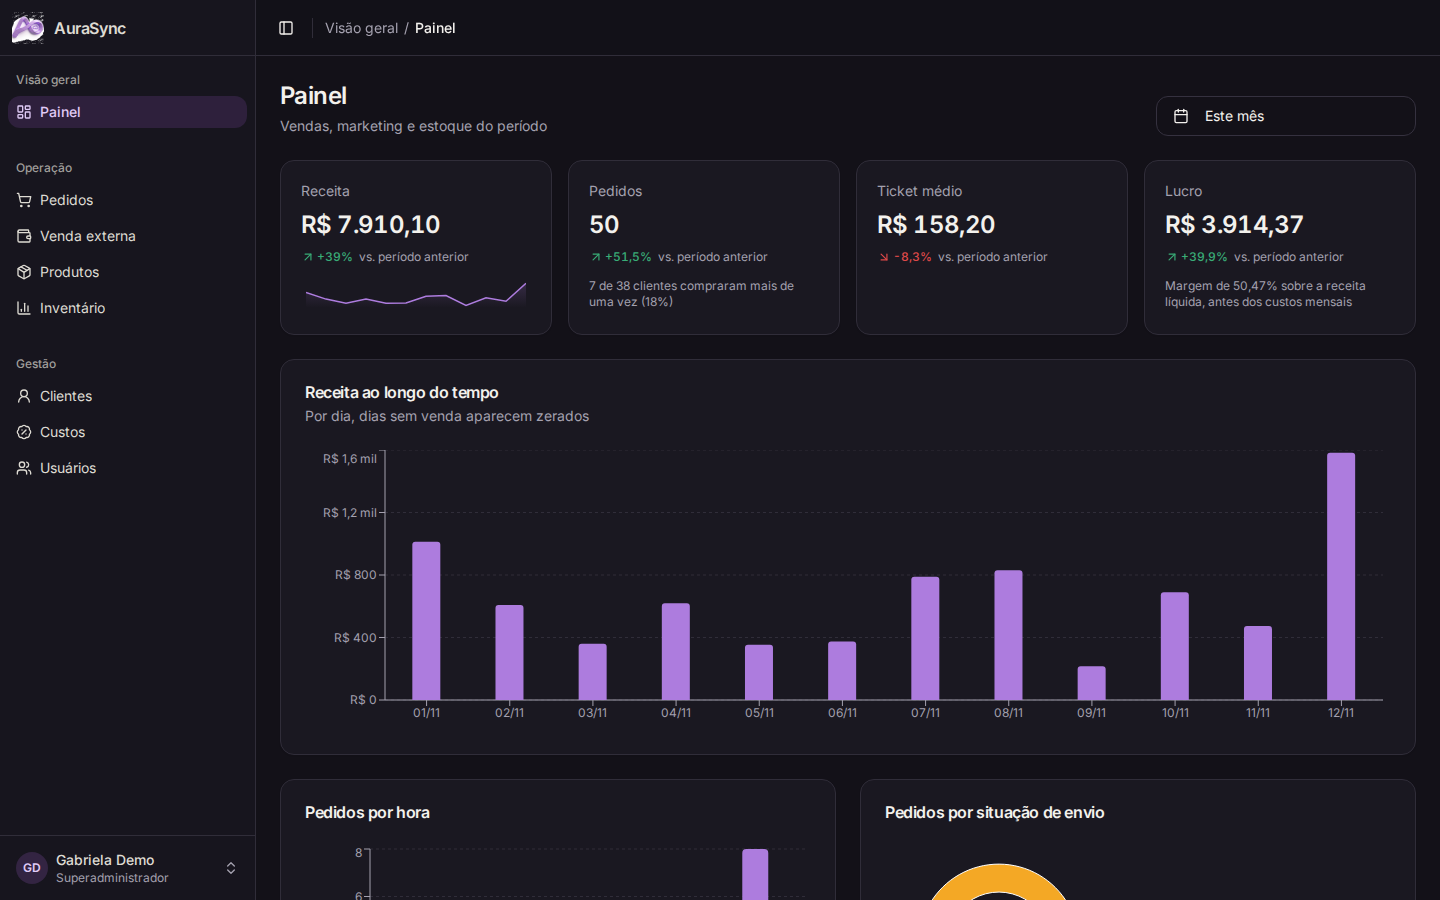 AuraSync
Visão geral / Painel
Visão geral
Painel
Operação
Pedidos
Venda externa
Produtos
Inventário
Gestão
Clientes
Custos
Usuários
GD
Gabriela Demo
Superadministrador
Painel
Vendas, marketing e estoque do período
Este mês
Receita
R$ 7.910,10
+39% vs. período anterior
Pedidos
50
+51,5% vs. período anterior
7 de 38 clientes compraram mais de
uma vez (18%)
Ticket médio
R$ 158,20
-8,3% vs. período anterior
Lucro
R$ 3.914,37
+39,9% vs. período anterior
Margem de 50,47% sobre a receita
líquida, antes dos custos mensais
Receita ao longo do tempo
Por dia, dias sem venda aparecem zerados
R$ 1,6 mil
R$ 1,2 mil
R$ 800
R$ 400
R$ 0
01/11 02/11 03/11 04/11 05/11 06/11 07/11 08/11 09/11 10/11 11/11 12/11
Pedidos por hora
8
6
Pedidos por situação de envio